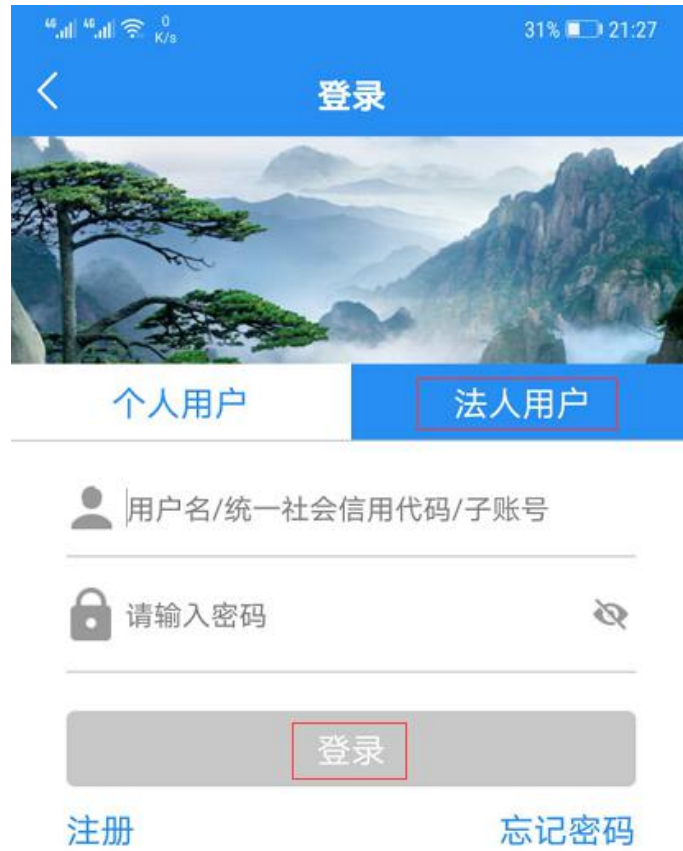 4G 4G 0 K/s 31% 21:27
登录
个人用户 法人用户
用户名/统一社会信用代码/子账号
请输入密码
登录
注册 忘记密码